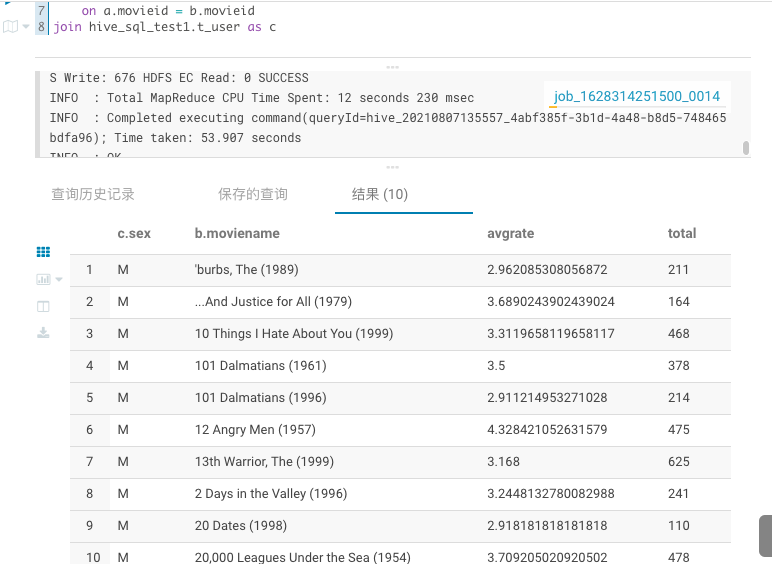 7 on a.movieid = b.movieid
8 join hive_sql_test1.t_user as c
S Write: 676 HDFS EC Read: 0 SUCCESS
INFO  : Total MapReduce CPU Time Spent: 12 seconds 230 msec
job_1628314251500_0014
INFO  : Completed executing command(queryId=hive_20210807135557_4abf385f-3b1d-4a48-b8d5-748465
bdfa96); Time taken: 53.907 seconds
INFO  : OK
查询历史记录 保存的查询 结果 (10)
c.sex b.moviename avgrate total
1 M 'burbs, The (1989) 2.962085308056872 211
2 M ...And Justice for All (1979) 3.6890243902439024 164
3 M 10 Things I Hate About You (1999) 3.3119658119658117 468
4 M 101 Dalmatians (1961) 3.5 378
5 M 101 Dalmatians (1996) 2.911214953271028 214
6 M 12 Angry Men (1957) 4.328421052631579 475
7 M 13th Warrior, The (1999) 3.168 625
8 M 2 Days in the Valley (1996) 3.2448132780082988 241
9 M 20 Dates (1998) 2.918181818181818 110
10 M 20,000 Leagues Under the Sea (1954) 3.709205020920502 478